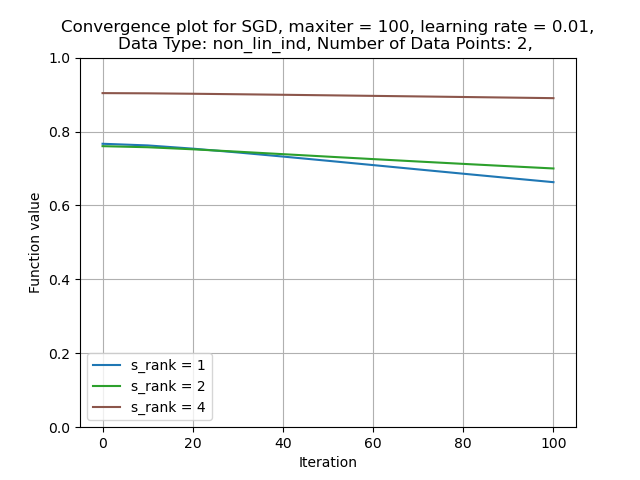 Convergence plot for SGD, maxiter = 100, learning rate = 0.01,
Data Type: non_lin_ind, Number of Data Points: 2,
1.0
0.8
0.6
0.4
0.2
0.0
Function value
s_rank = 1
s_rank = 2
s_rank = 4
0 20 40 60 80 100
Iteration